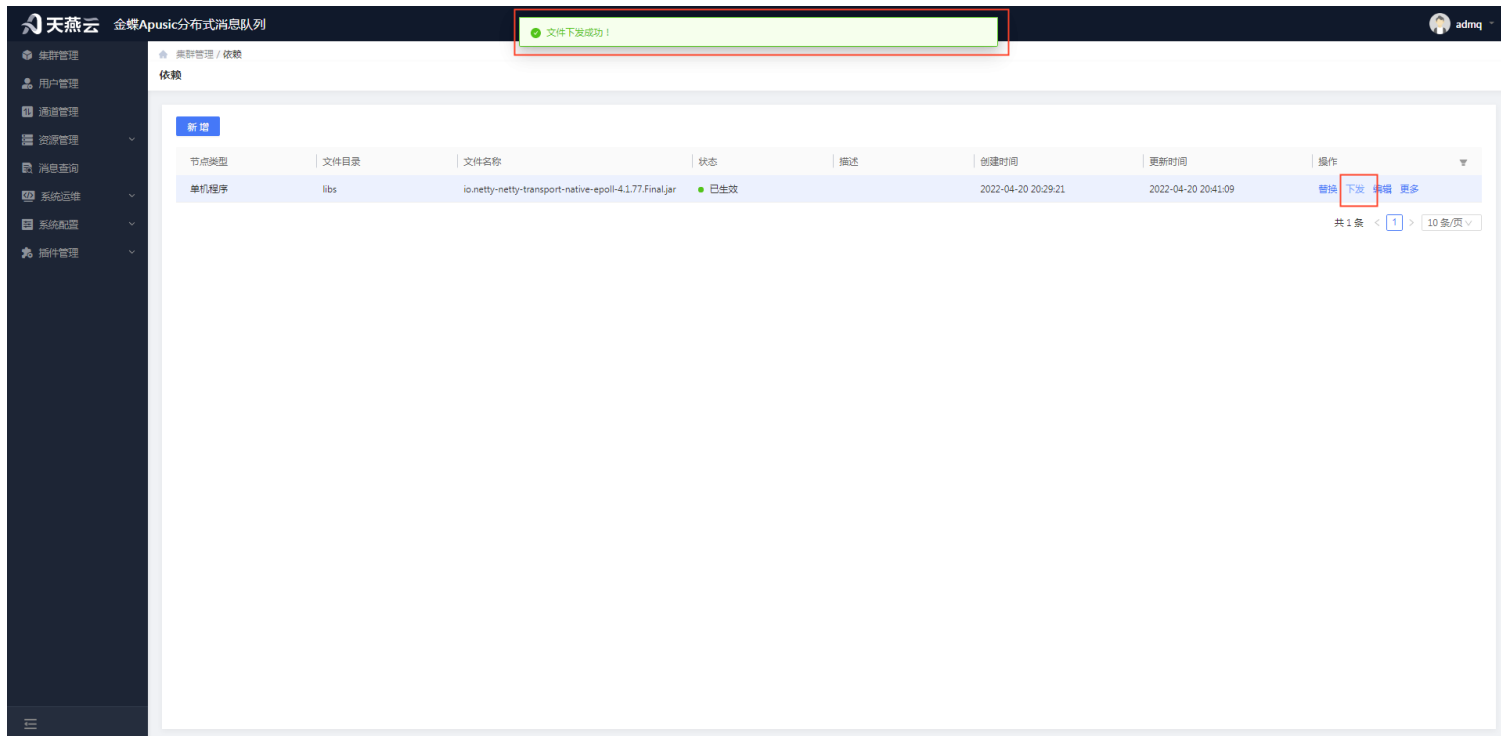 天燕云 金蝶Apusic分布式消息队列
文件下发成功！
admq
集群管理
用户管理
通道管理
资源管理
消息查询
系统运维
系统配置
插件管理
集群管理 / 依赖
依赖
新 增
节点类型 文件目录 文件名称 状态 描述 创建时间 更新时间 操作
单机程序 libs io.netty-netty-transport-native-epoll-4.1.77.Final.jar 已生效 2022-04-20 20:29:21 2022-04-20 20:41:09 替换 下发 编辑 更多
共 1 条 < 1 > 10 条/页